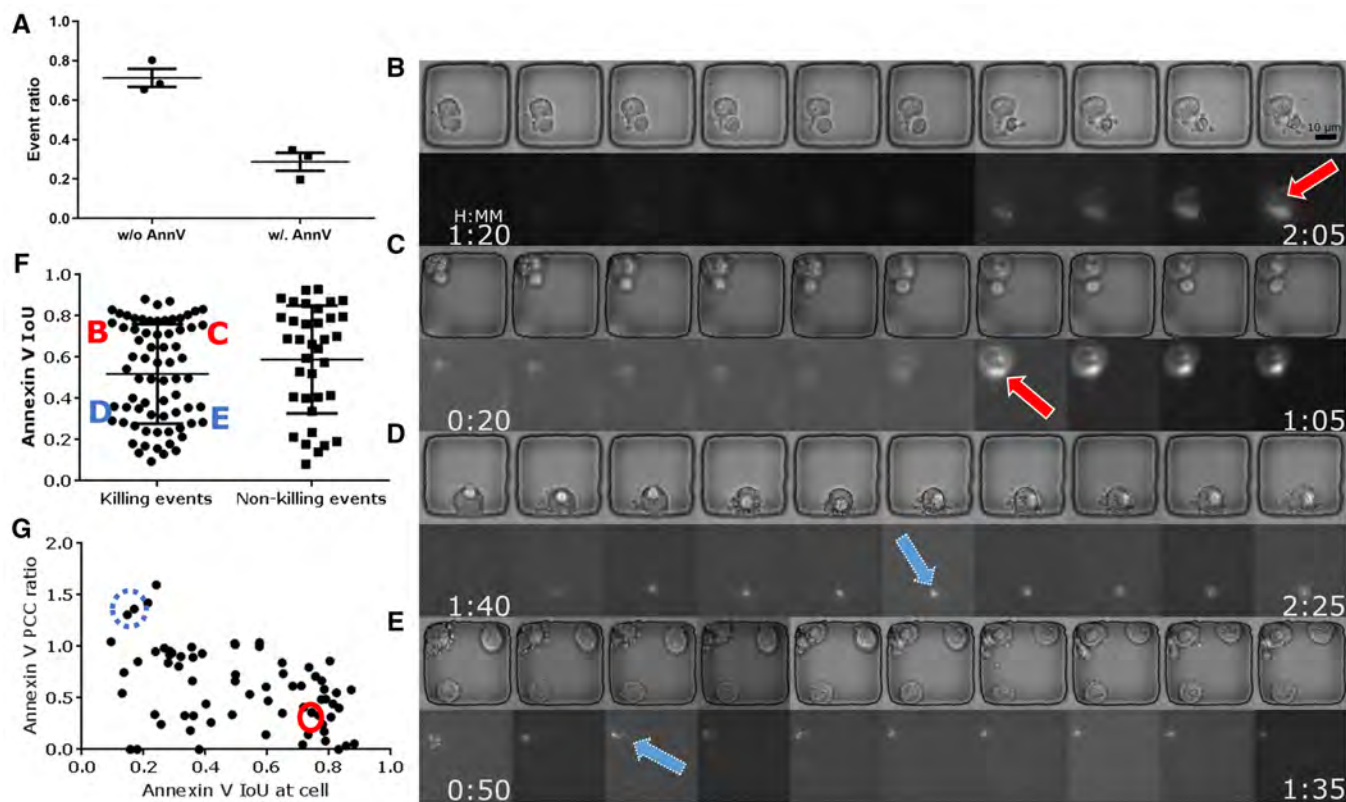 A
Event ratio
1.0
0.8
0.6
0.4
0.2
0.0
w/o AnnV
w/. AnnV
B
10 µm
H:MM
1:20
2:05
C
0:20
1:05
D
1:40
2:25
E
0:50
1:35
F
Annexin V IoU
1.0
0.8
0.6
0.4
0.2
0.0
B
C
D
E
Killing events
Non-killing events
G
Annexin V PCC ratio
2.0
1.5
1.0
0.5
0.0
0.0 0.2 0.4 0.6 0.8 1.0
Annexin V IoU at cell